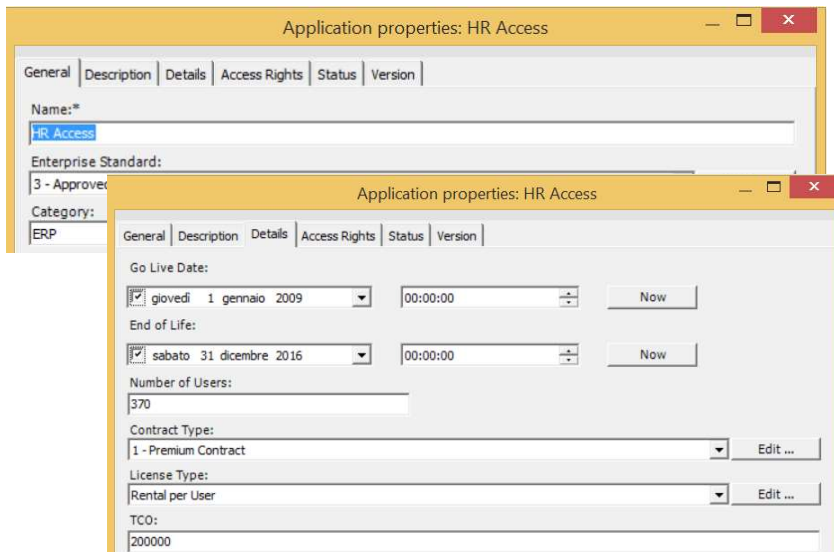 Application properties: HR Access
General Description Details Access Rights Status Version
Name:*
HR Access
Enterprise Standard:
3 - Approved
Category:
ERP
Application properties: HR Access
General Description Details Access Rights Status Version
Go Live Date:
giovedì 1 gennaio 2009 00:00:00 Now
End of Life:
sabato 31 dicembre 2016 00:00:00 Now
Number of Users:
370
Contract Type:
1 - Premium Contract Edit ...
License Type:
Rental per User Edit ...
TCO:
200000